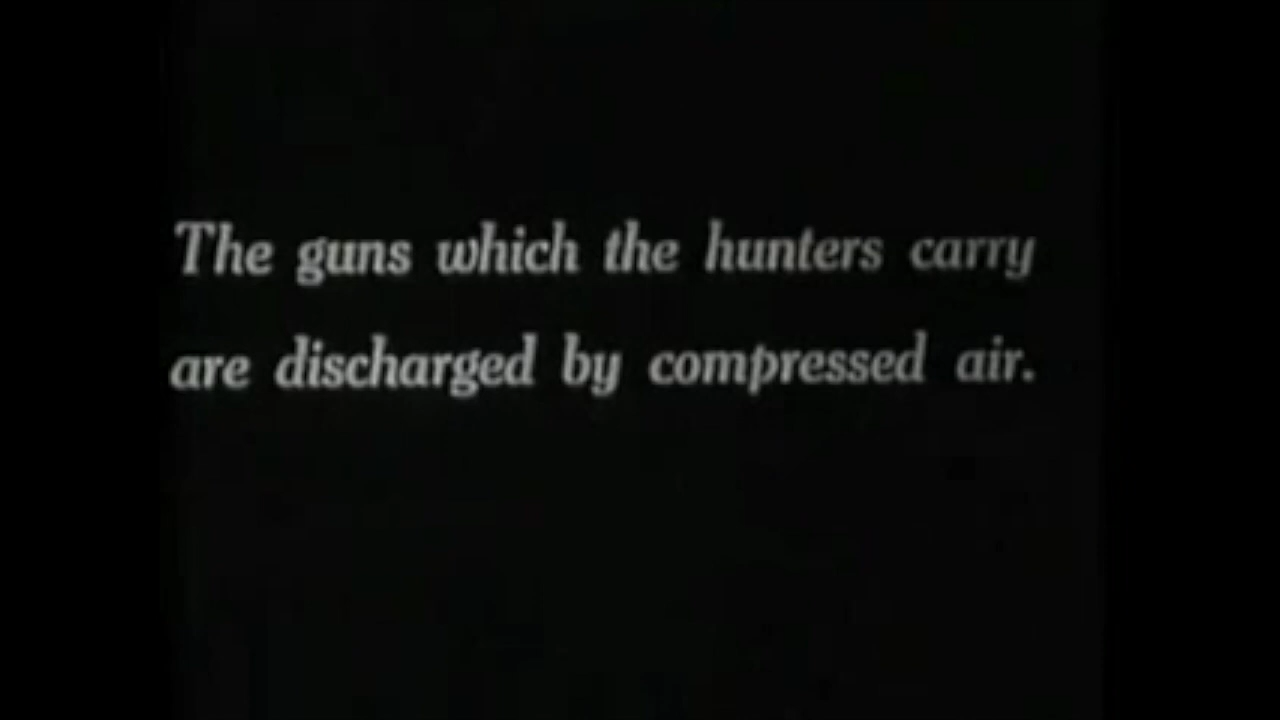 The guns which the hunters carry
are discharged by compressed air.